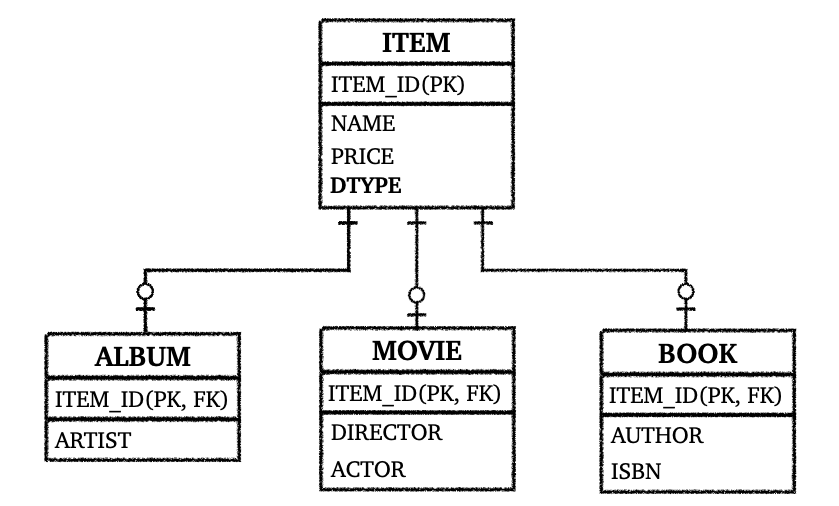 ITEM
ITEM_ID(PK)
NAME
PRICE
DTYPE
ALBUM
ITEM_ID(PK, FK)
ARTIST
MOVIE
ITEM_ID(PK, FK)
DIRECTOR
ACTOR
BOOK
ITEM_ID(PK, FK)
AUTHOR
ISBN